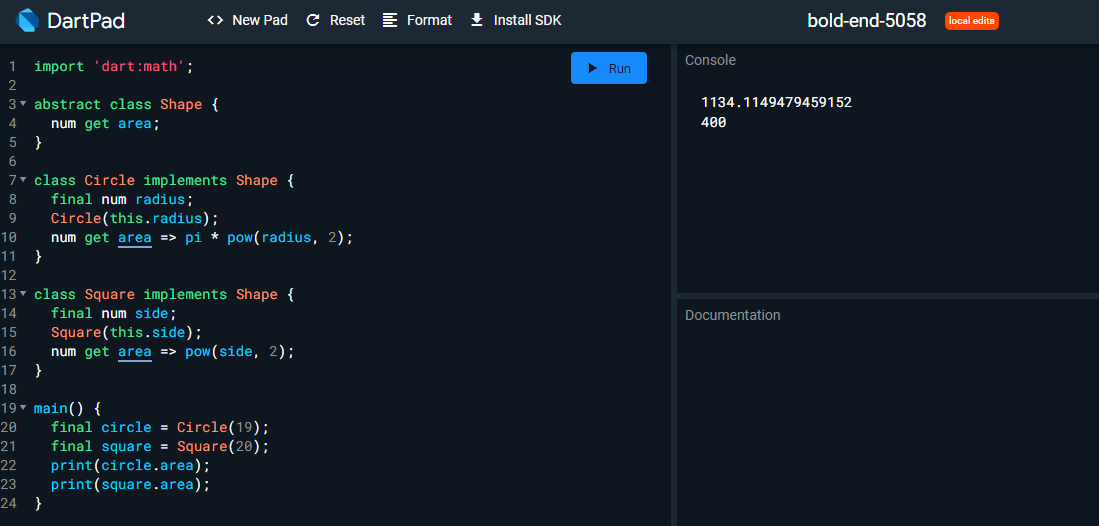 DartPad <> New Pad Reset Format Install SDK bold-end-5058 local edits
1 import 'dart:math';
2
3 abstract class Shape {
4   num get area;
5 }
6
7 class Circle implements Shape {
8   final num radius;
9   Circle(this.radius);
10   num get area => pi * pow(radius, 2);
11 }
12
13 class Square implements Shape {
14   final num side;
15   Square(this.side);
16   num get area => pow(side, 2);
17 }
18
19 main() {
20   final circle = Circle(19);
21   final square = Square(20);
22   print(circle.area);
23   print(square.area);
24 }
Run
Console
1134.1149479459152
400
Documentation